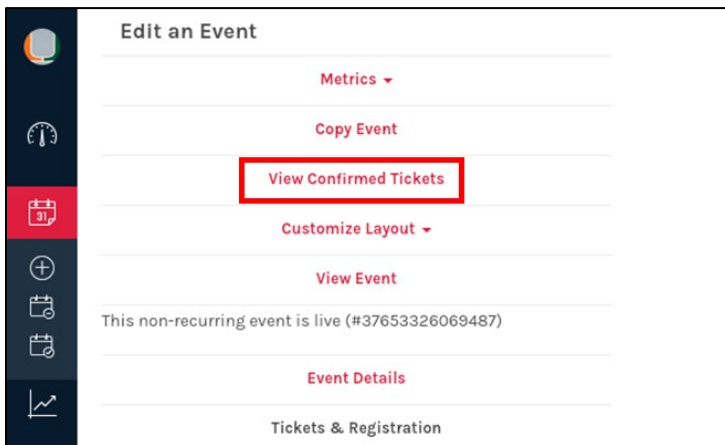 Edit an Event
Metrics
Copy Event
View Confirmed Tickets
31
Customize Layout
View Event
This non-recurring event is live (#37653326069487)
Event Details
Tickets & Registration